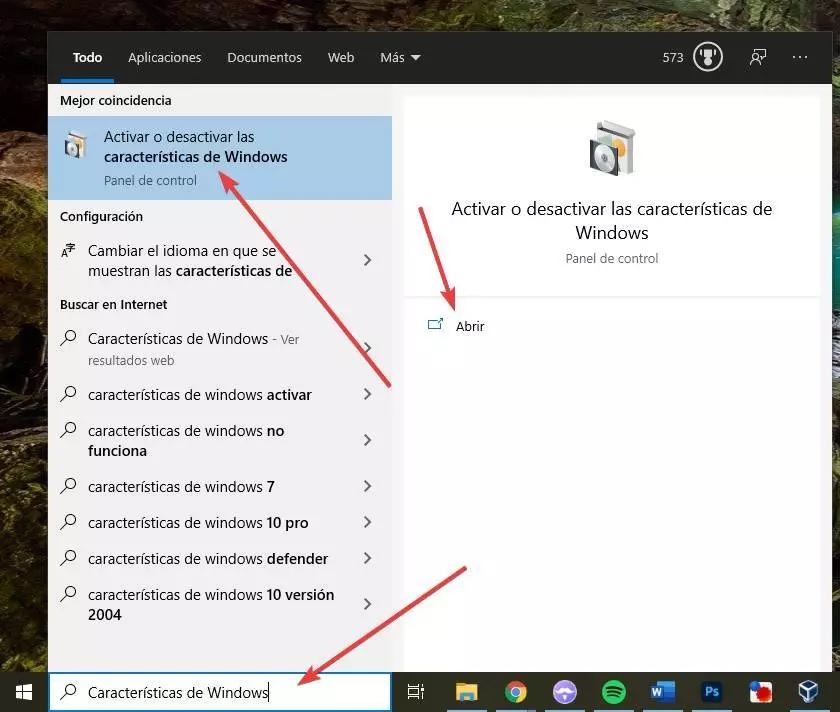 Todo Aplicaciones Documentos Web Más 573
Mejor coincidencia
Activar o desactivar las
características de Windows
Panel de control
Configuración
Cambiar el idioma en que se
muestran las características de
Buscar en Internet
Características de Windows - Ver
resultados web
características de windows activar
características de windows no
funciona
características de windows 7
características de windows 10 pro
características de windows defender
características de windows 10 versión
2004
Activar o desactivar las características de
Windows
Panel de control
Abrir
Características de Windows
W Ps